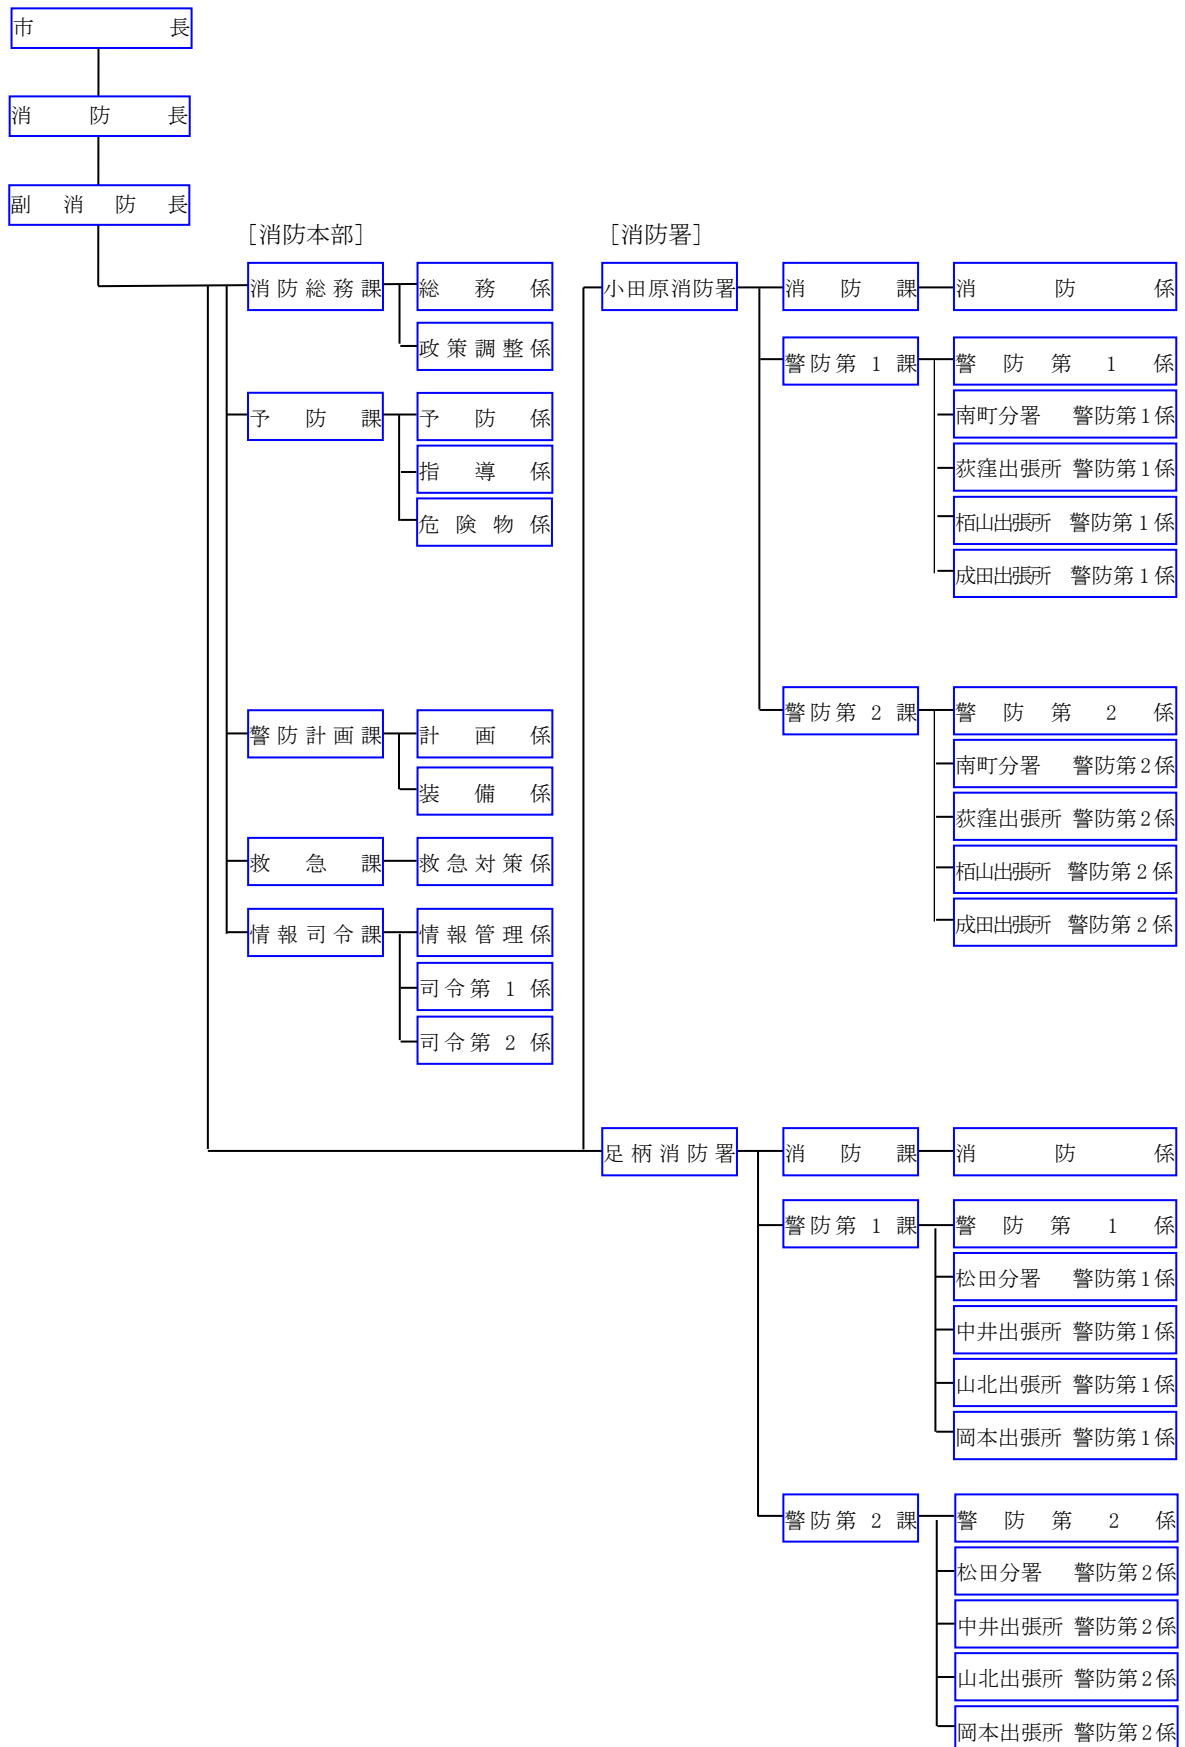 市長
消防長
副消防長
[消防本部]
消防総務課
総務係
政策調整係
予防課
予防係
指導係
危険物係
警防計画課
計画係
装備係
救急課
救急対策係
情報司令課
情報管理係
司令第1係
司令第2係
[消防署]
小田原消防署
消防課
消防係
警防第1課
警防第1係
南町分署 警防第1係
荻窪出張所 警防第1係
栢山出張所 警防第1係
成田出張所 警防第1係
警防第2課
警防第2係
南町分署 警防第2係
荻窪出張所 警防第2係
栢山出張所 警防第2係
成田出張所 警防第2係
足柄消防署
消防課
消防係
警防第1課
警防第1係
松田分署 警防第1係
中井出張所 警防第1係
山北出張所 警防第1係
岡本出張所 警防第1係
警防第2課
警防第2係
松田分署 警防第2係
中井出張所 警防第2係
山北出張所 警防第2係
岡本出張所 警防第2係